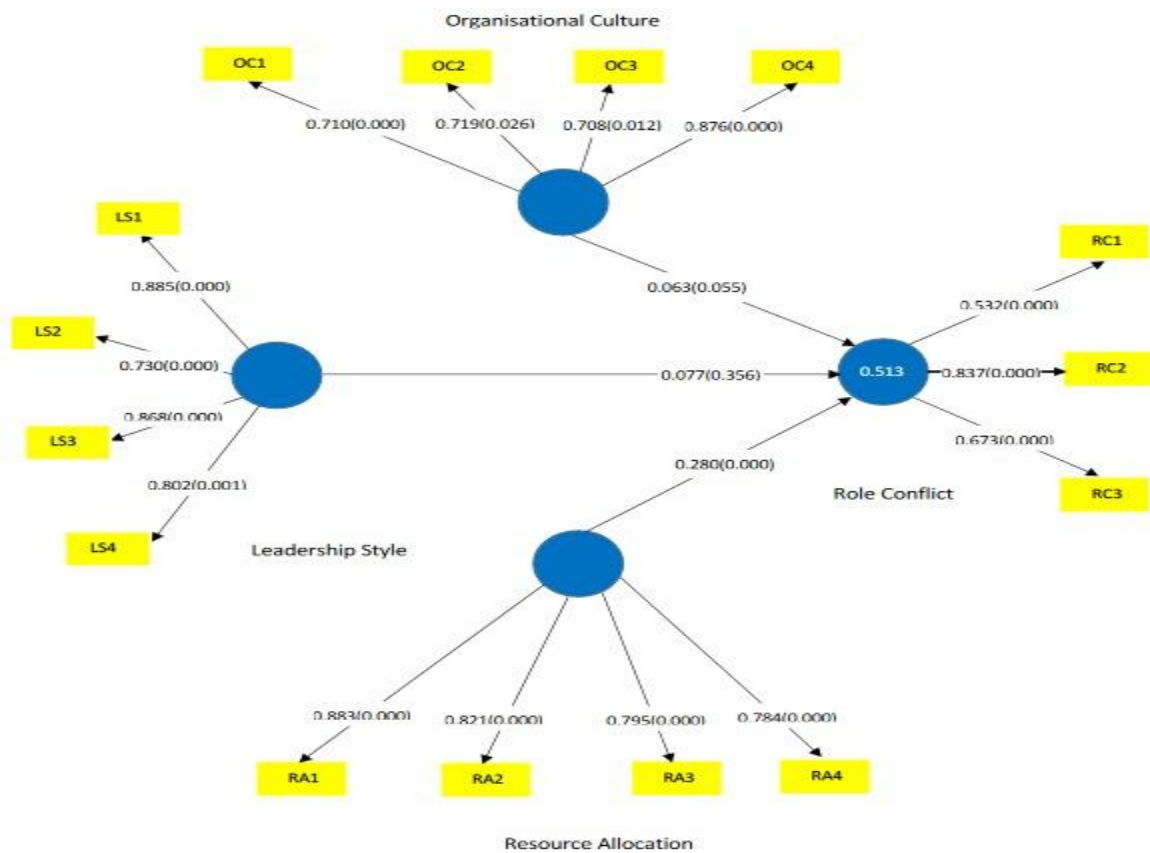 Organisational Culture
OC1
OC2
OC3
OC4
0.710(0.000)
0.719(0.026)
0.708(0.012)
0.876(0.000)
LS1
RC1
0.885(0.000)
0.063(0.055)
0.532(0.000)
LS2
0.730(0.000)
0.077(0.356)
0.513
0.837(0.000)
RC2
0.868(0.000)
LS3
0.673(0.000)
0.280(0.000)
0.802(0.001)
Role Conflict
RC3
LS4
Leadership Style
0.883(0.000)
0.821(0.000)
0.795(0.000)
0.784(0.000)
RA1
RA2
RA3
RA4
Resource Allocation